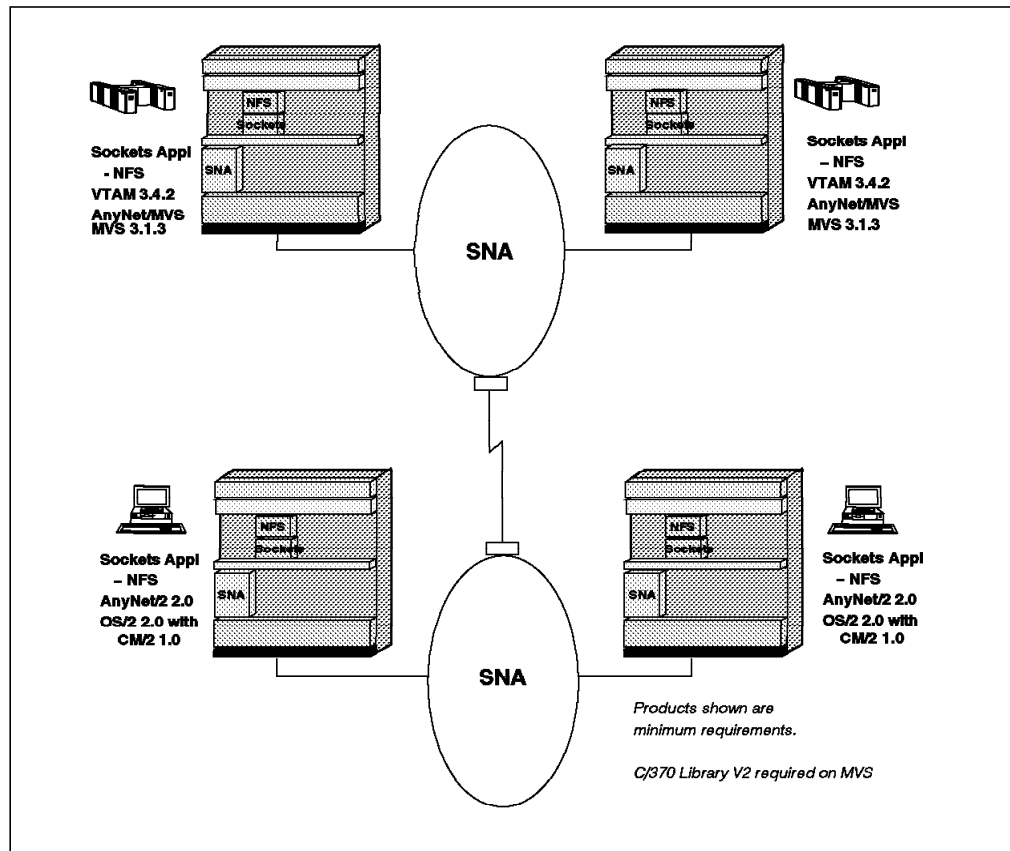 NFS
Sockets
SNA
Sockets Appl
- NFS
VTAM 3.4.2
AnyNet/MVS
MVS 3.1.3
SNA
NFS
Sockets
SNA
Sockets Appl
– NFS
VTAM 3.4.2
AnyNet/MVS
MVS 3.1.3
NFS
Sockets
SNA
Sockets Appl
– NFS
AnyNet/2 2.0
OS/2 2.0 with
CM/2 1.0
SNA
NFS
Sockets
SNA
Sockets Appl
– NFS
AnyNet/2 2.0
OS/2 2.0 with
CM/2 1.0
Products shown are
minimum requirements.
C/370 Library V2 required on MVS